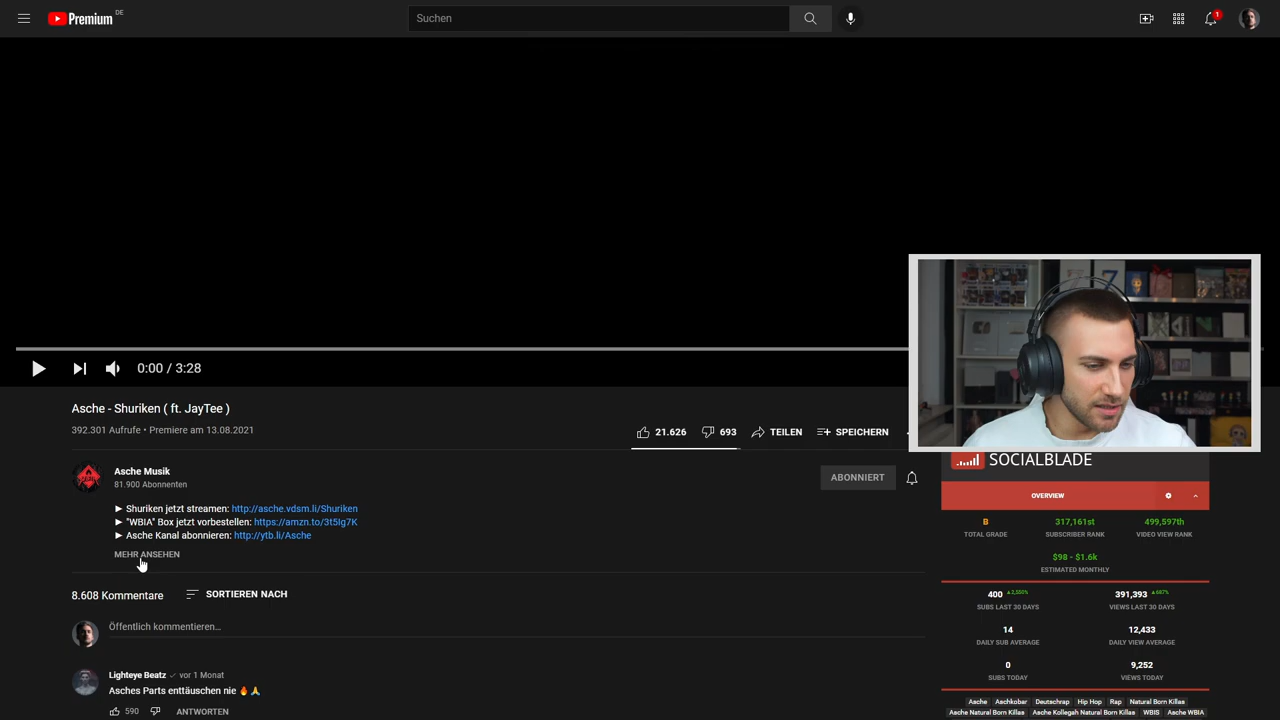 Premium
DE
Suchen
1
0:00 / 3:28
Asche - Shuriken ( ft. JayTee )
392.301 Aufrufe • Premiere am 13.08.2021
21.626
693
TEILEN
SPEICHERN
Asche Musik
81.900 Abonnenten
ABONNIERT
► Shuriken jetzt streamen: http://asche.vdsm.li/Shuriken
► "WBIA" Box jetzt vorbestellen: https://amzn.to/3t5Ig7K
► Asche Kanal abonnieren: http://ytb.li/Asche
MEHR ANSEHEN
8.608 Kommentare
SORTIEREN NACH
Öffentlich kommentieren...
Lighteye Beatz
vor 1 Monat
Asches Parts enttäuschen nie 🔥🙏
590
ANTWORTEN
7
SOCIALBLADE
OVERVIEW
B
TOTAL GRADE
317,161st
SUBSCRIBER RANK
499,597th
VIDEO VIEW RANK
$98 - $1.6k
ESTIMATED MONTHLY
400
SUBS LAST 30 DAYS
391,393
VIEWS LAST 30 DAYS
14
DAILY SUB AVERAGE
12,433
DAILY VIEW AVERAGE
0
SUBS TODAY
9,252
VIEWS TODAY
Asche Aschkobar Deutschrap Hip Hop Rap Natural Born Killas
Asche Natural Born Killas Asche Kollegah Natural Born Killas WBIS Asche WBIA